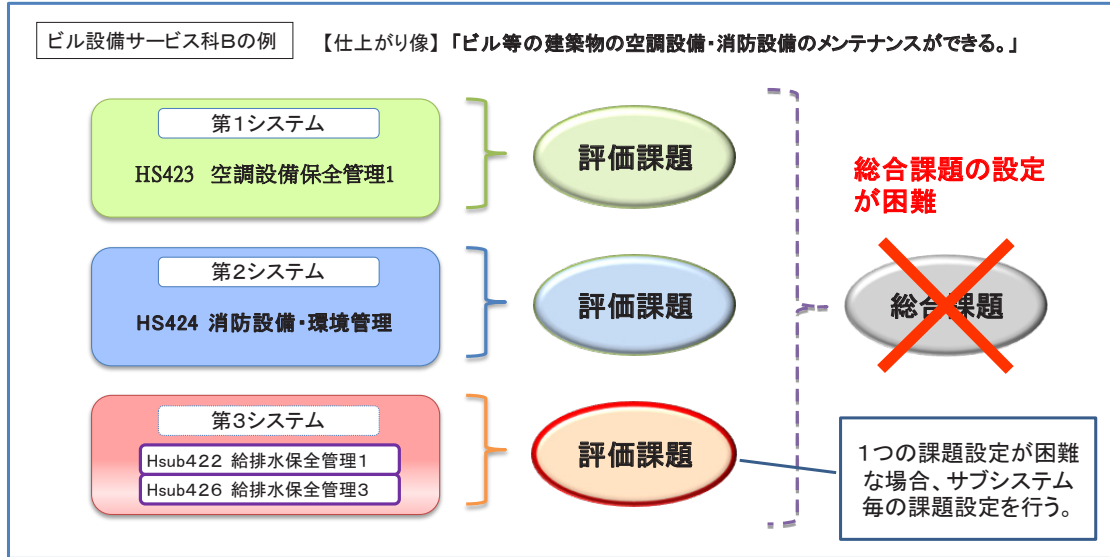 ビル設備サービス科Bの例
【仕上がり像】「ビル等の建築物の空調設備・消防設備のメンテナンスができる。」
第1システム
HS423 空調設備保全管理1
評価課題
第2システム
HS424 消防設備・環境管理
評価課題
第3システム
Hsub422 給排水保全管理1
Hsub426 給排水保全管理3
評価課題
総合課題の設定
が困難
総合課題
1つの課題設定が困難
な場合、サブシステム
毎の課題設定を行う。